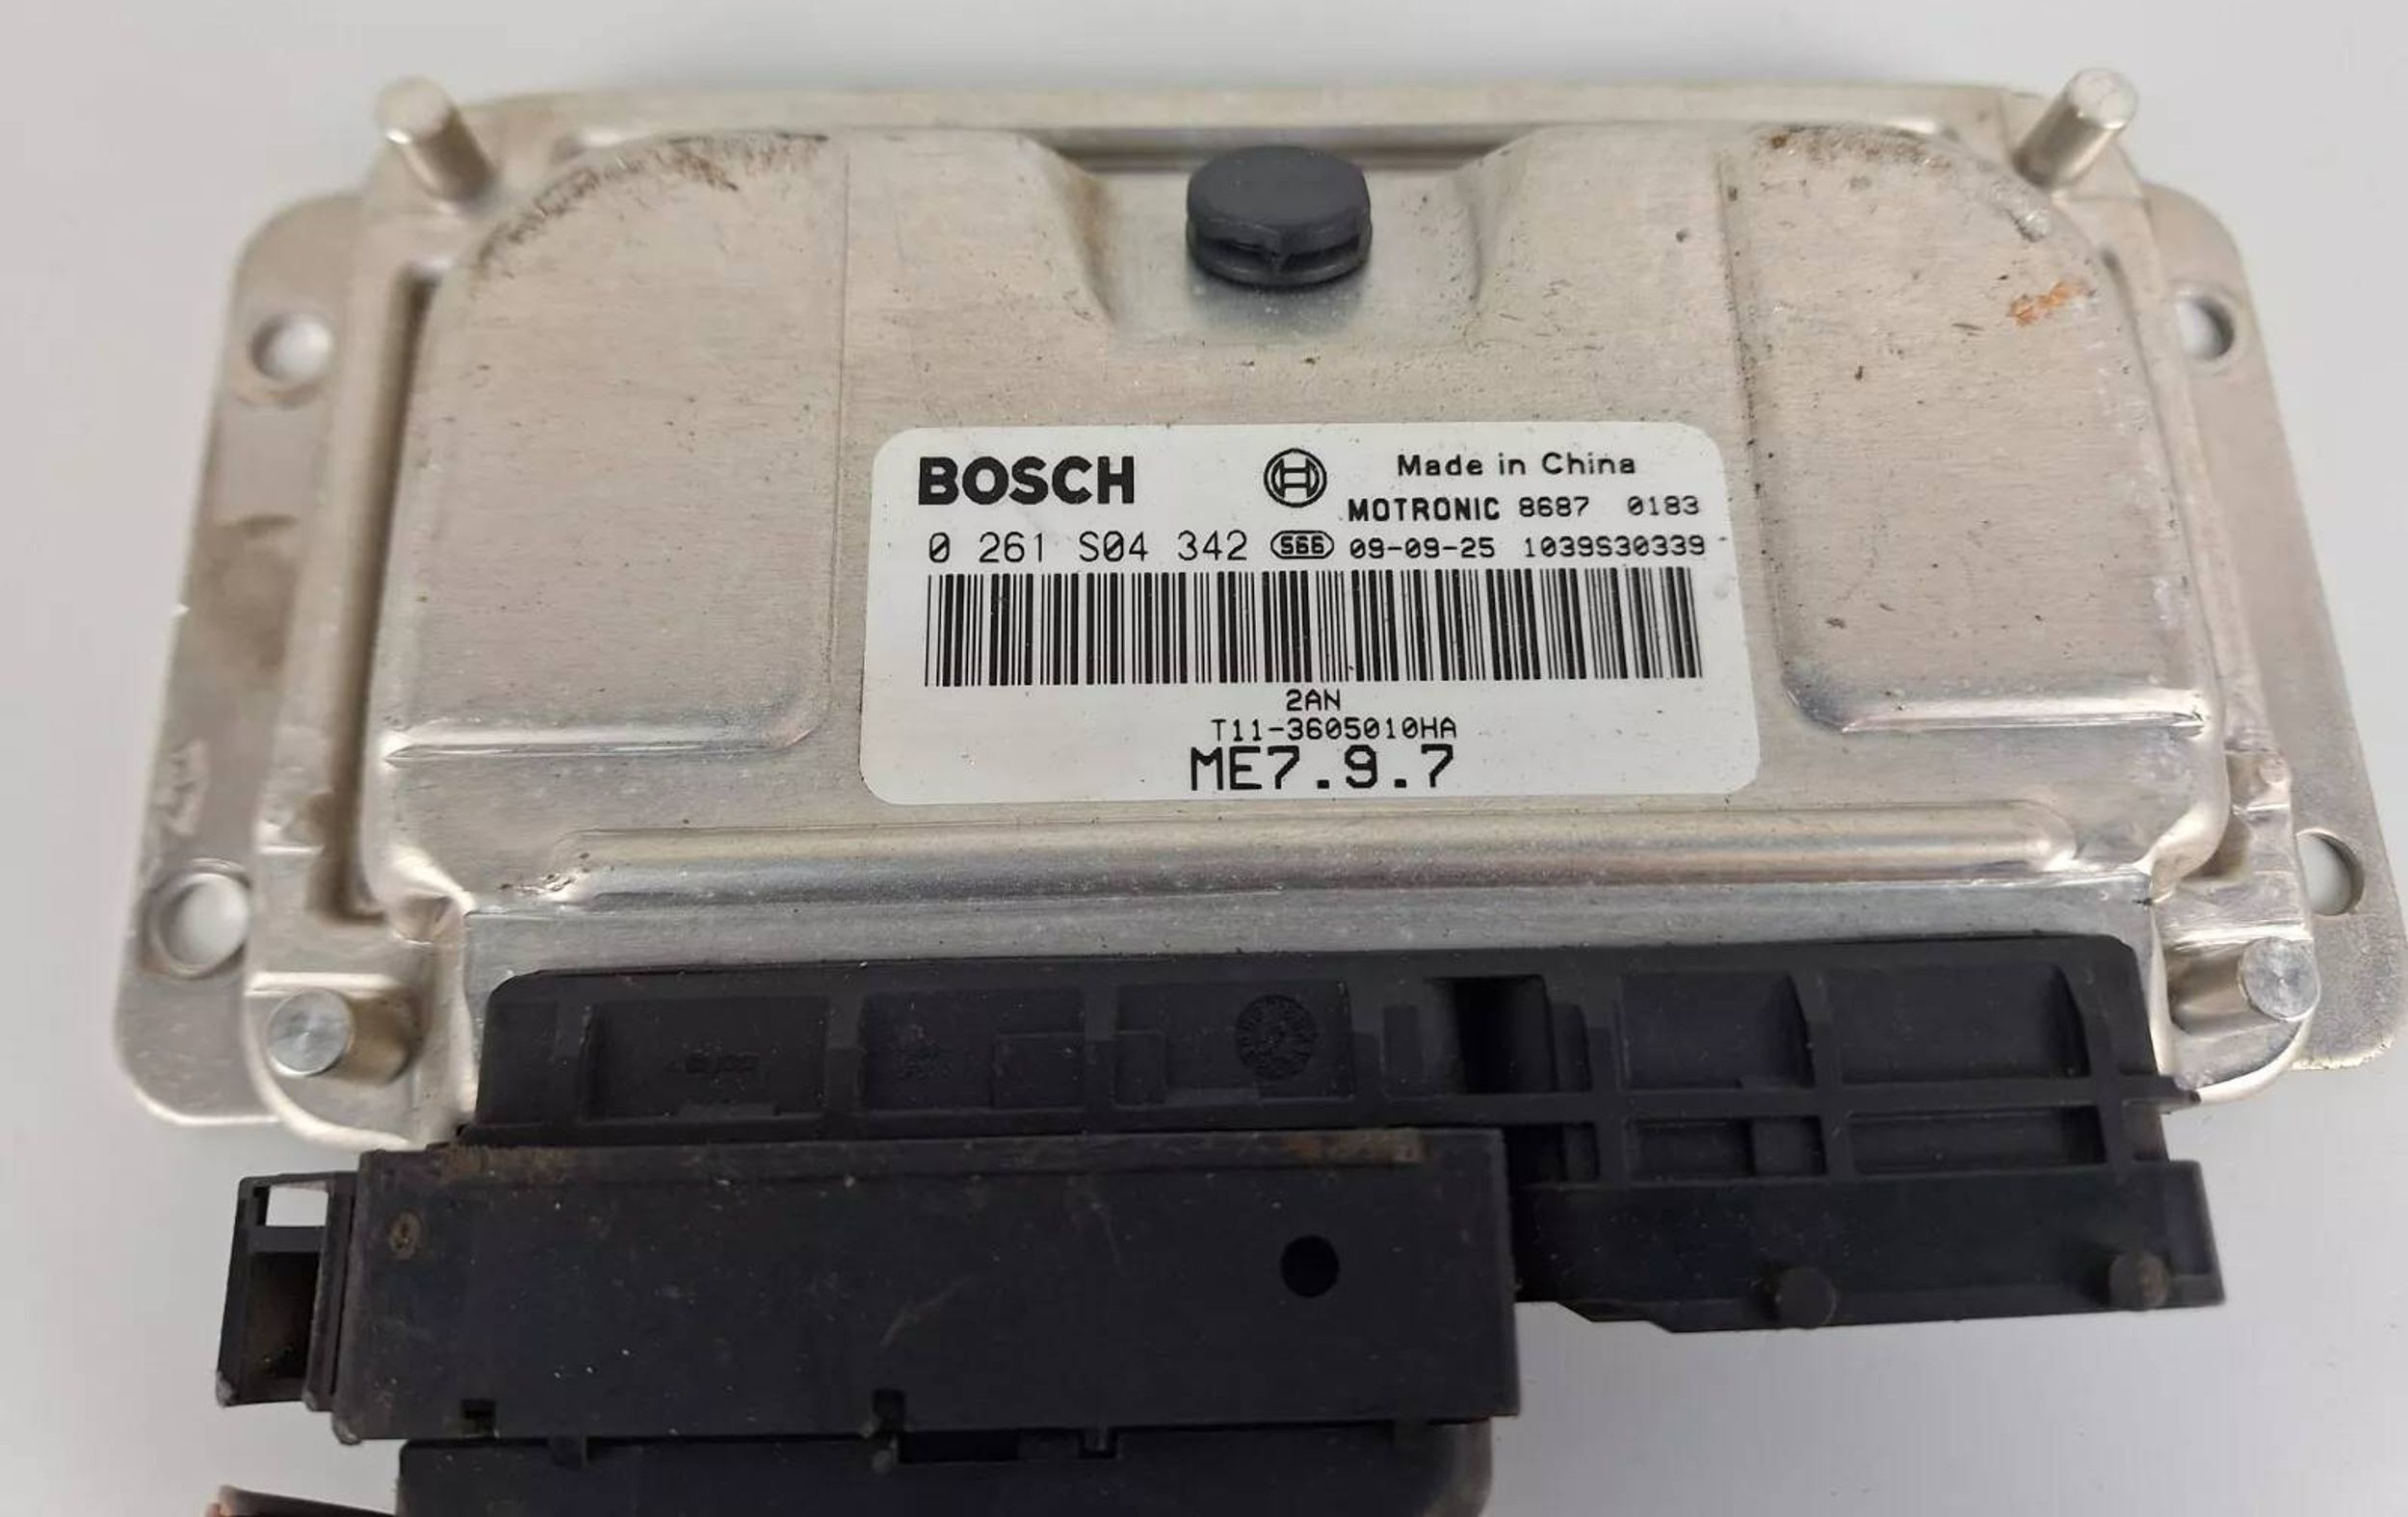 BOSCH
Made in China
MOTRONIC 8687 0183
0 261 S04 342 S66 09-09-25 1039S30339
2AN
T11-3605010HA
ME7.9.7